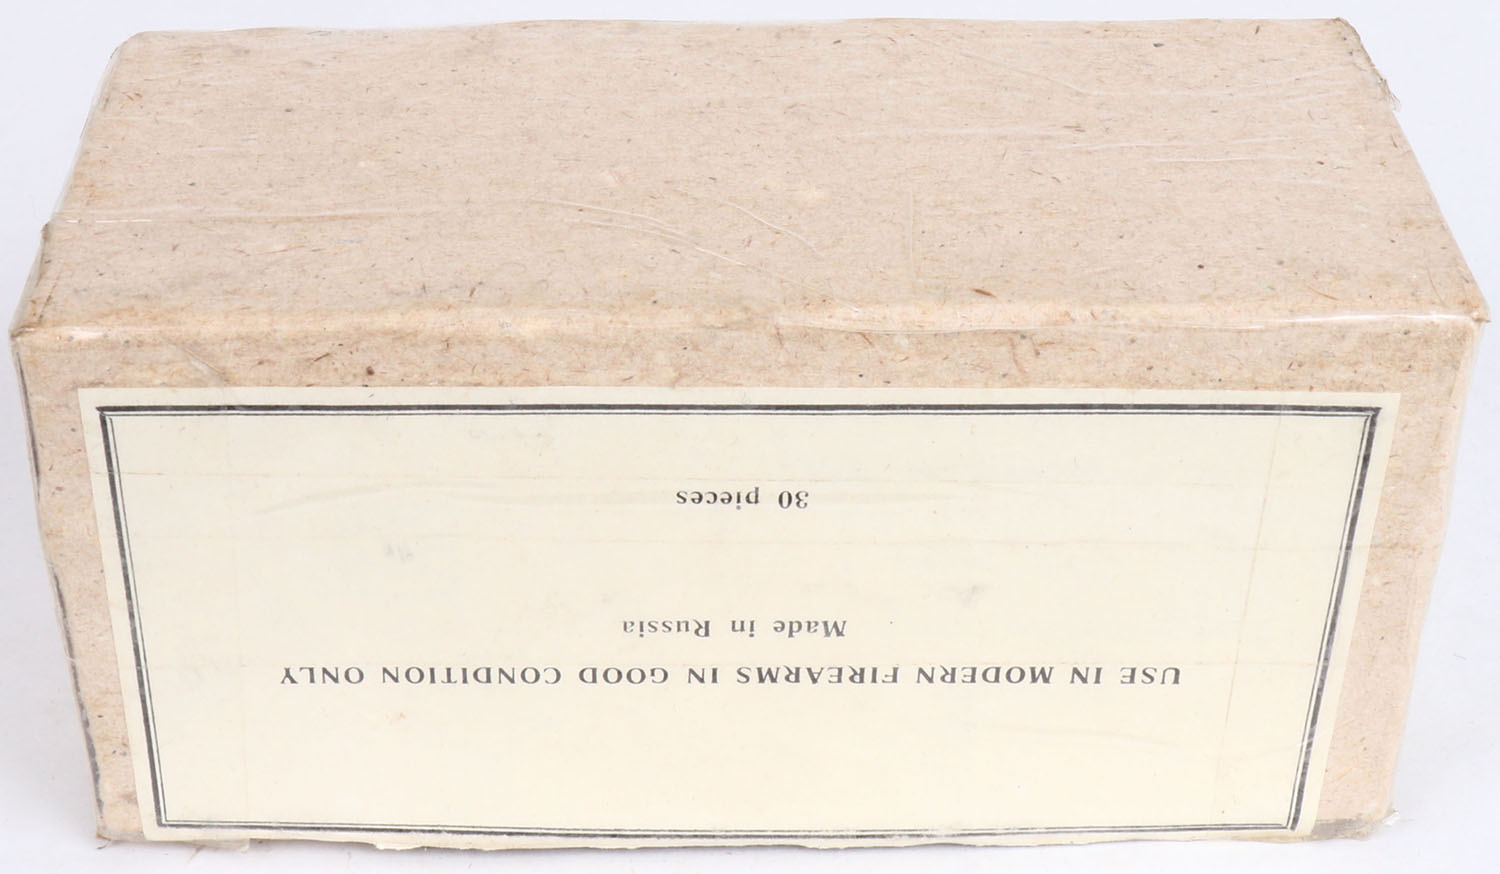 USE IN MODERN FIREARMS IN GOOD CONDITION ONLY
Made in Russia
30 pieces